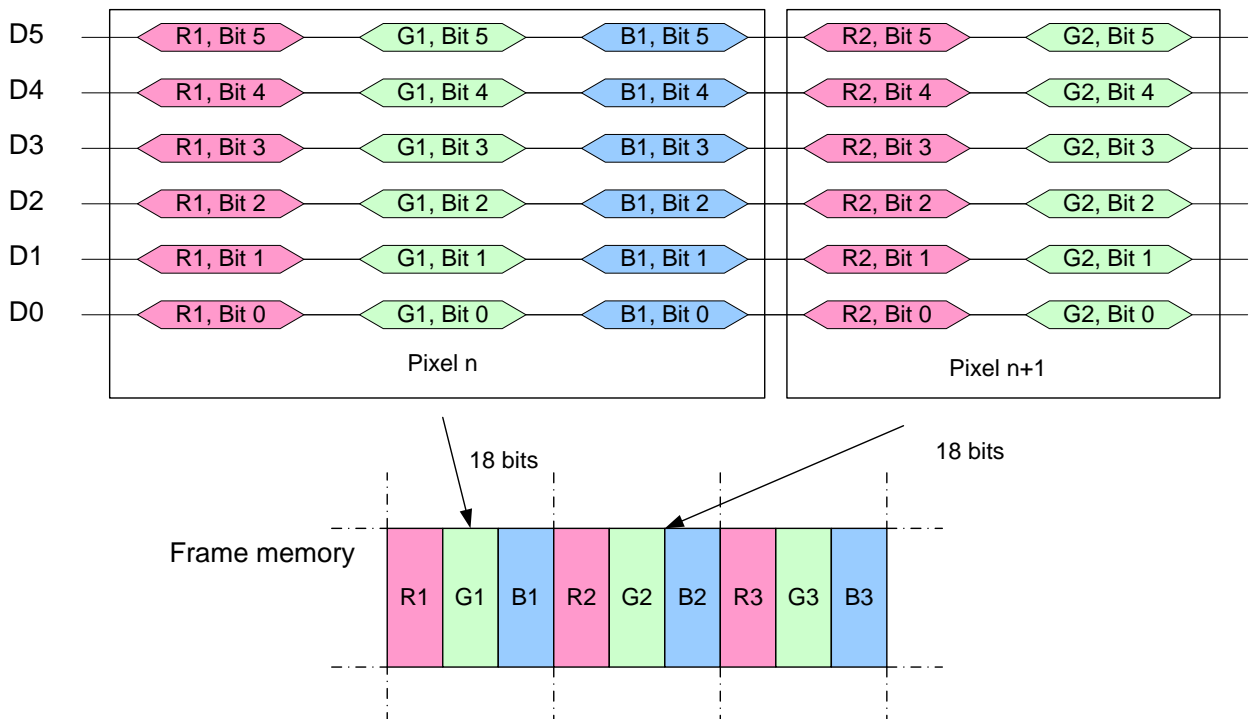 D5 R1, Bit 5 G1, Bit 5 B1, Bit 5 R2, Bit 5 G2, Bit 5
D4 R1, Bit 4 G1, Bit 4 B1, Bit 4 R2, Bit 4 G2, Bit 4
D3 R1, Bit 3 G1, Bit 3 B1, Bit 3 R2, Bit 3 G2, Bit 3
D2 R1, Bit 2 G1, Bit 2 B1, Bit 2 R2, Bit 2 G2, Bit 2
D1 R1, Bit 1 G1, Bit 1 B1, Bit 1 R2, Bit 1 G2, Bit 1
D0 R1, Bit 0 G1, Bit 0 B1, Bit 0 R2, Bit 0 G2, Bit 0
Pixel n Pixel n+1
18 bits 18 bits
Frame memory
R1 G1 B1 R2 G2 B2 R3 G3 B3